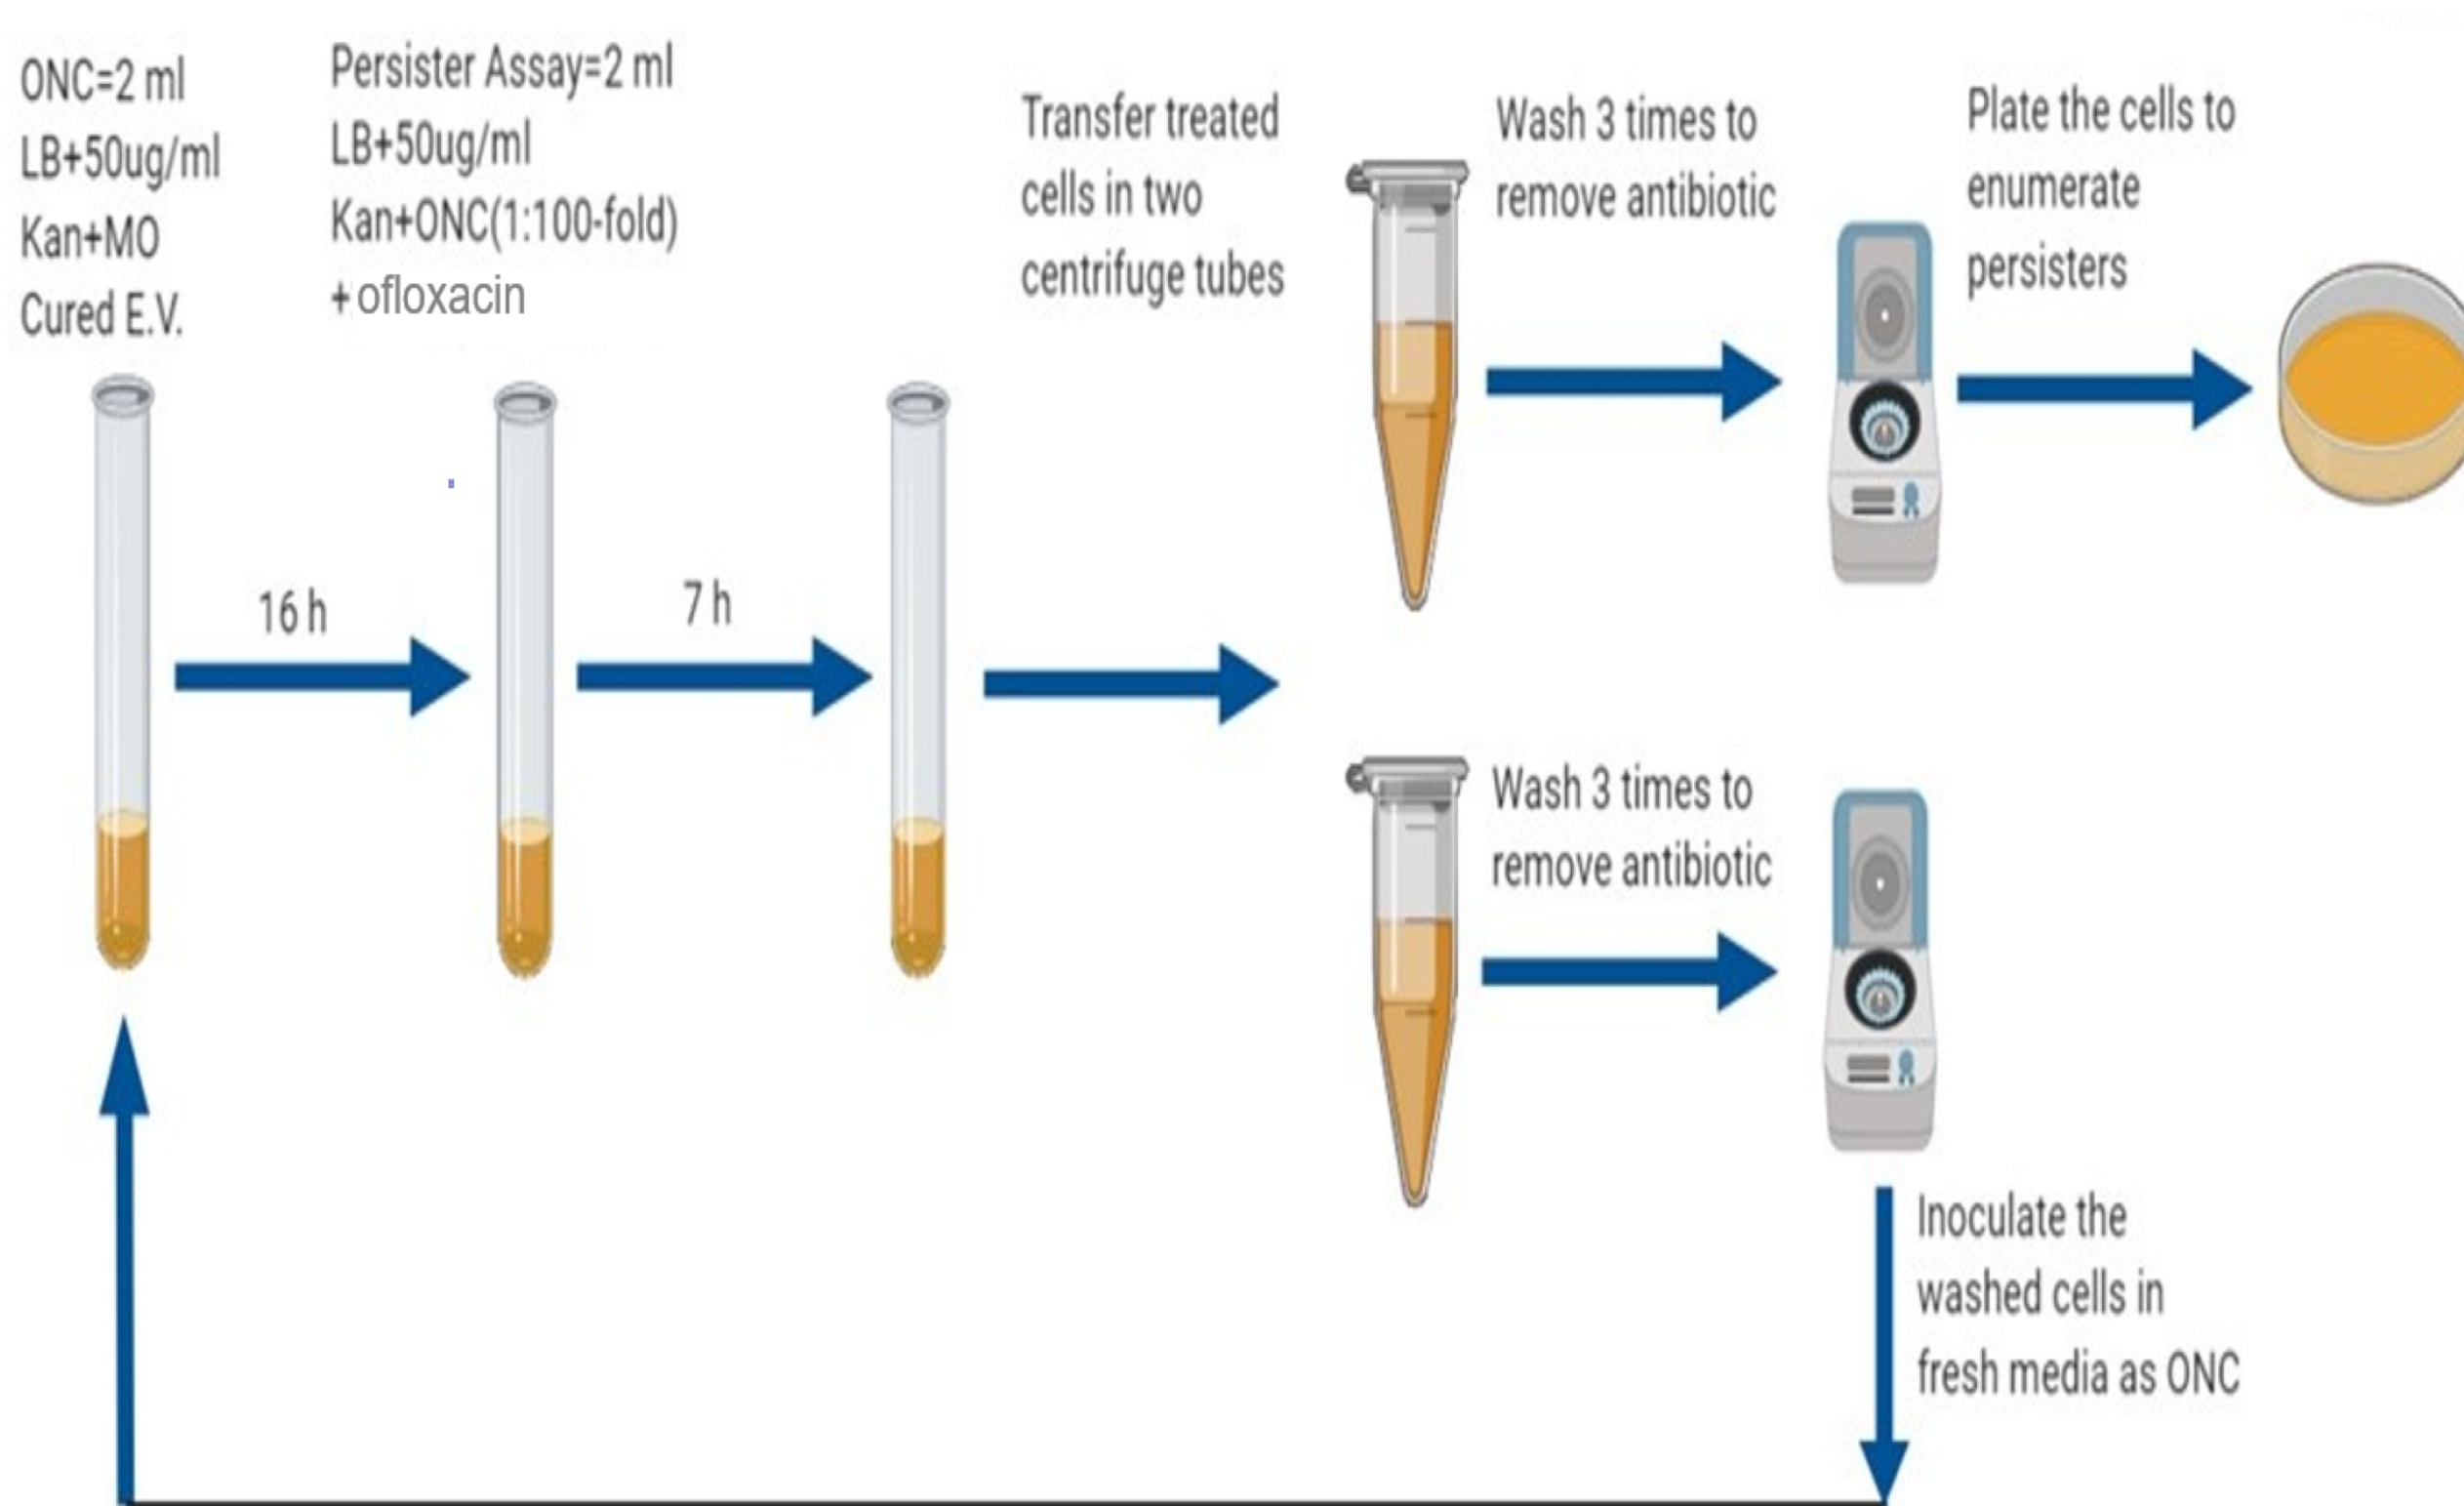 ONC=2 ml
LB+50ug/ml
Kan+MO
Cured E.V.
Persister Assay=2 ml
LB+50ug/ml
Kan+ONC(1:100-fold)
+ofloxacin
16 h
7 h
Transfer treated
cells in two
centrifuge tubes
Wash 3 times to
remove antibiotic
Plate the cells to
enumerate
persisters
Wash 3 times to
remove antibiotic
Inoculate the
washed cells in
fresh media as ONC